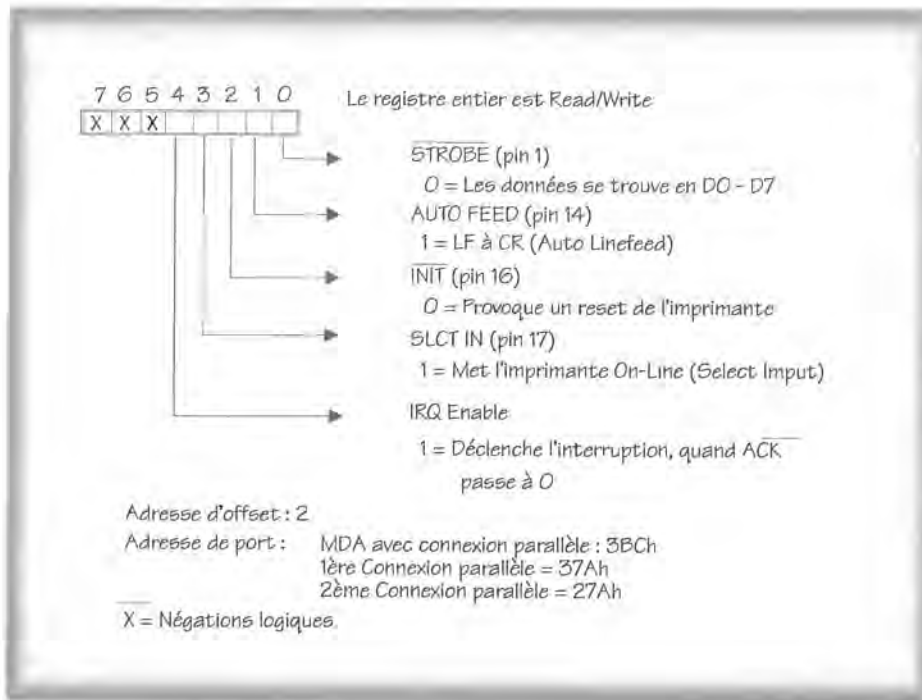 7 6 5 4 3 2 1 0 Le registre entier est Read/Write
X X X
S̅T̅R̅O̅B̅E̅ (pin 1)
0 = Les données se trouve en D0 - D7
AUTO FEED (pin 14)
1 = LF à CR (Auto Linefeed)
I̅N̅I̅T̅ (pin 16)
0 = Provoque un reset de l'imprimante
SLCT IN (pin 17)
1 = Met l'imprimante On-Line (Select Imput)
IRQ Enable
1 = Déclenche l'interruption, quand A̅C̅K̅
passe à 0
Adresse d'offset : 2
Adresse de port : MDA avec connexion parallèle : 3BCh
1ère Connexion parallèle = 37Ah
2ème Connexion parallèle = 27Ah
X̅ = Négations logiques.